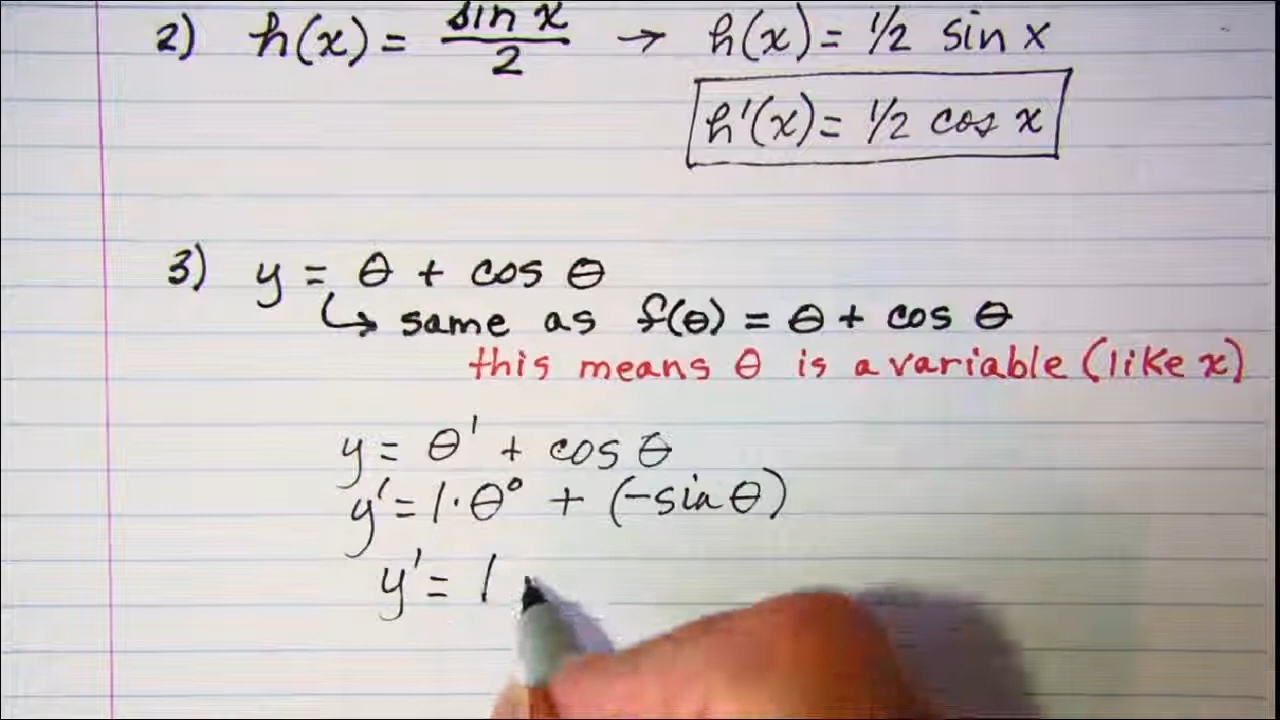 2) h(x) = sin x / 2 → h(x) = 1/2 sin x
h'(x) = 1/2 cos x
3) y = θ + cos θ
↳ same as f(θ) = θ + cos θ
this means θ is a variable (like x)
y = θ¹ + cos θ
y' = 1·θ⁰ + (-sin θ)
y' = 1